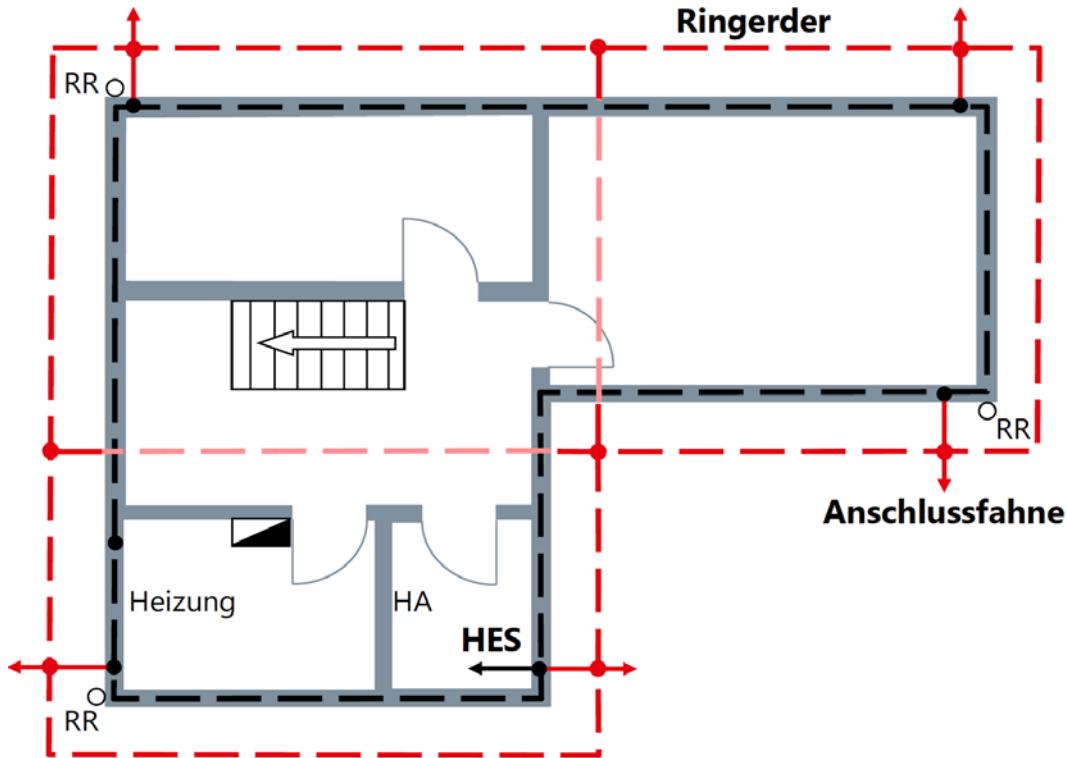 Ringerder
RR
RR
Anschlussfahne
Heizung
HA
HES
RR